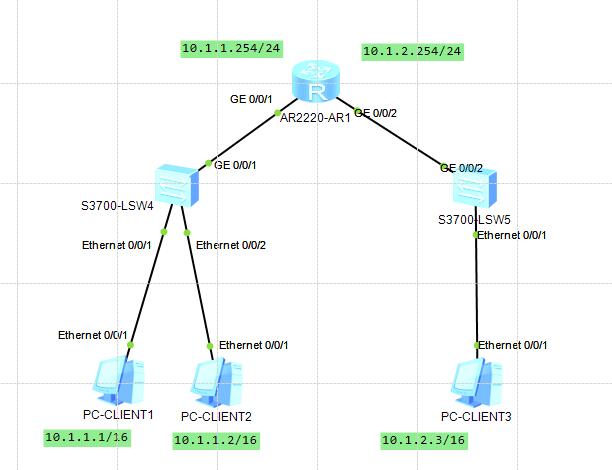 10.1.1.254/24
10.1.2.254/24
R
GE 0/0/1
AR2220-AR1
GE 0/0/2
GE 0/0/1
GE 0/0/2
S3700-LSW4
S3700-LSW5
Ethernet 0/0/1
Ethernet 0/0/2
Ethernet 0/0/1
Ethernet 0/0/1
Ethernet 0/0/1
Ethernet 0/0/1
PC-CLIENT1
PC-CLIENT2
PC-CLIENT3
10.1.1.1/16
10.1.1.2/16
10.1.2.3/16